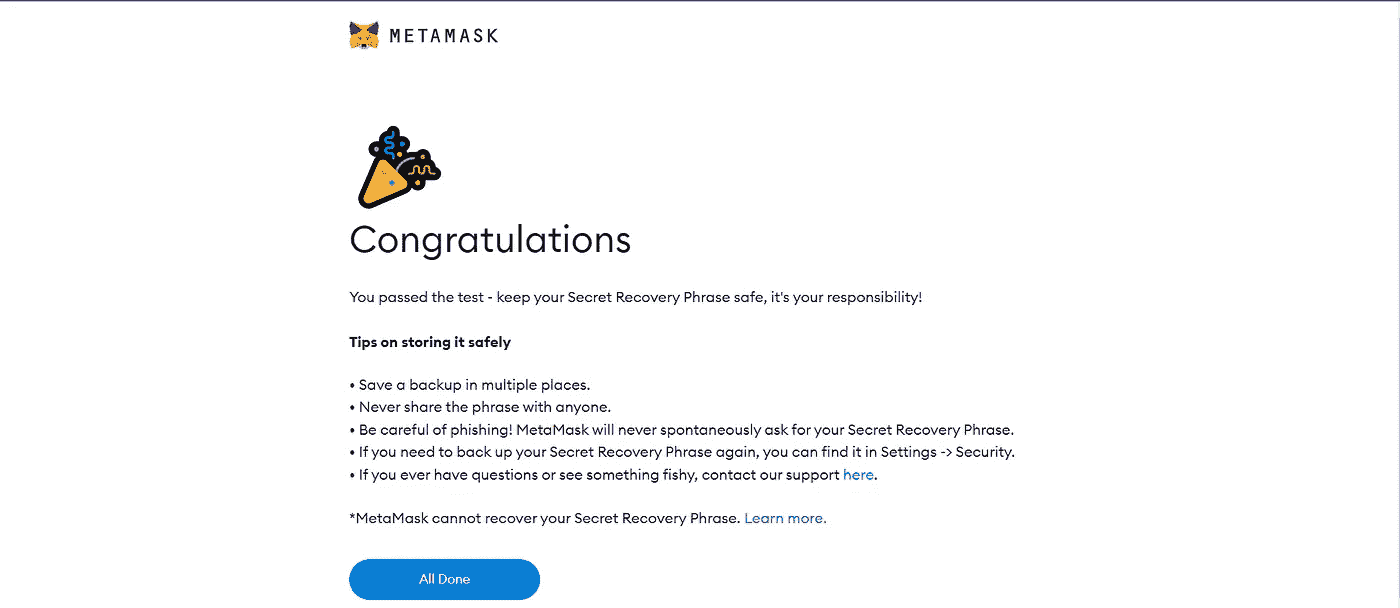 METAMASK
Congratulations
You passed the test - keep your Secret Recovery Phrase safe, it's your responsibility!
Tips on storing it safely
• Save a backup in multiple places.
• Never share the phrase with anyone.
• Be careful of phishing! MetaMask will never spontaneously ask for your Secret Recovery Phrase.
• If you need to back up your Secret Recovery Phrase again, you can find it in Settings -> Security.
• If you ever have questions or see something fishy, contact our support here.
*MetaMask cannot recover your Secret Recovery Phrase. Learn more.
All Done